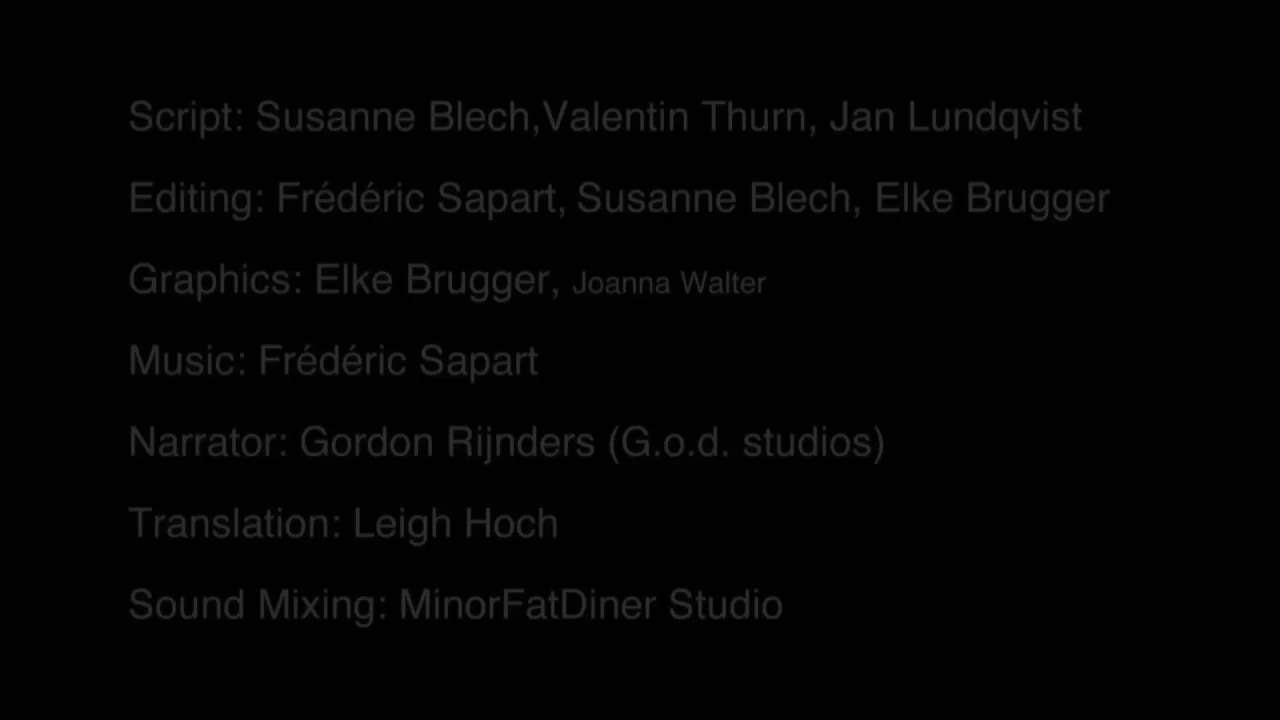 Script: Susanne Blech,Valentin Thurn, Jan Lundqvist
Editing: Frédéric Sapart, Susanne Blech, Elke Brugger
Graphics: Elke Brugger, Joanna Walter
Music: Frédéric Sapart
Narrator: Gordon Rijnders (G.o.d. studios)
Translation: Leigh Hoch
Sound Mixing: MinorFatDiner Studio